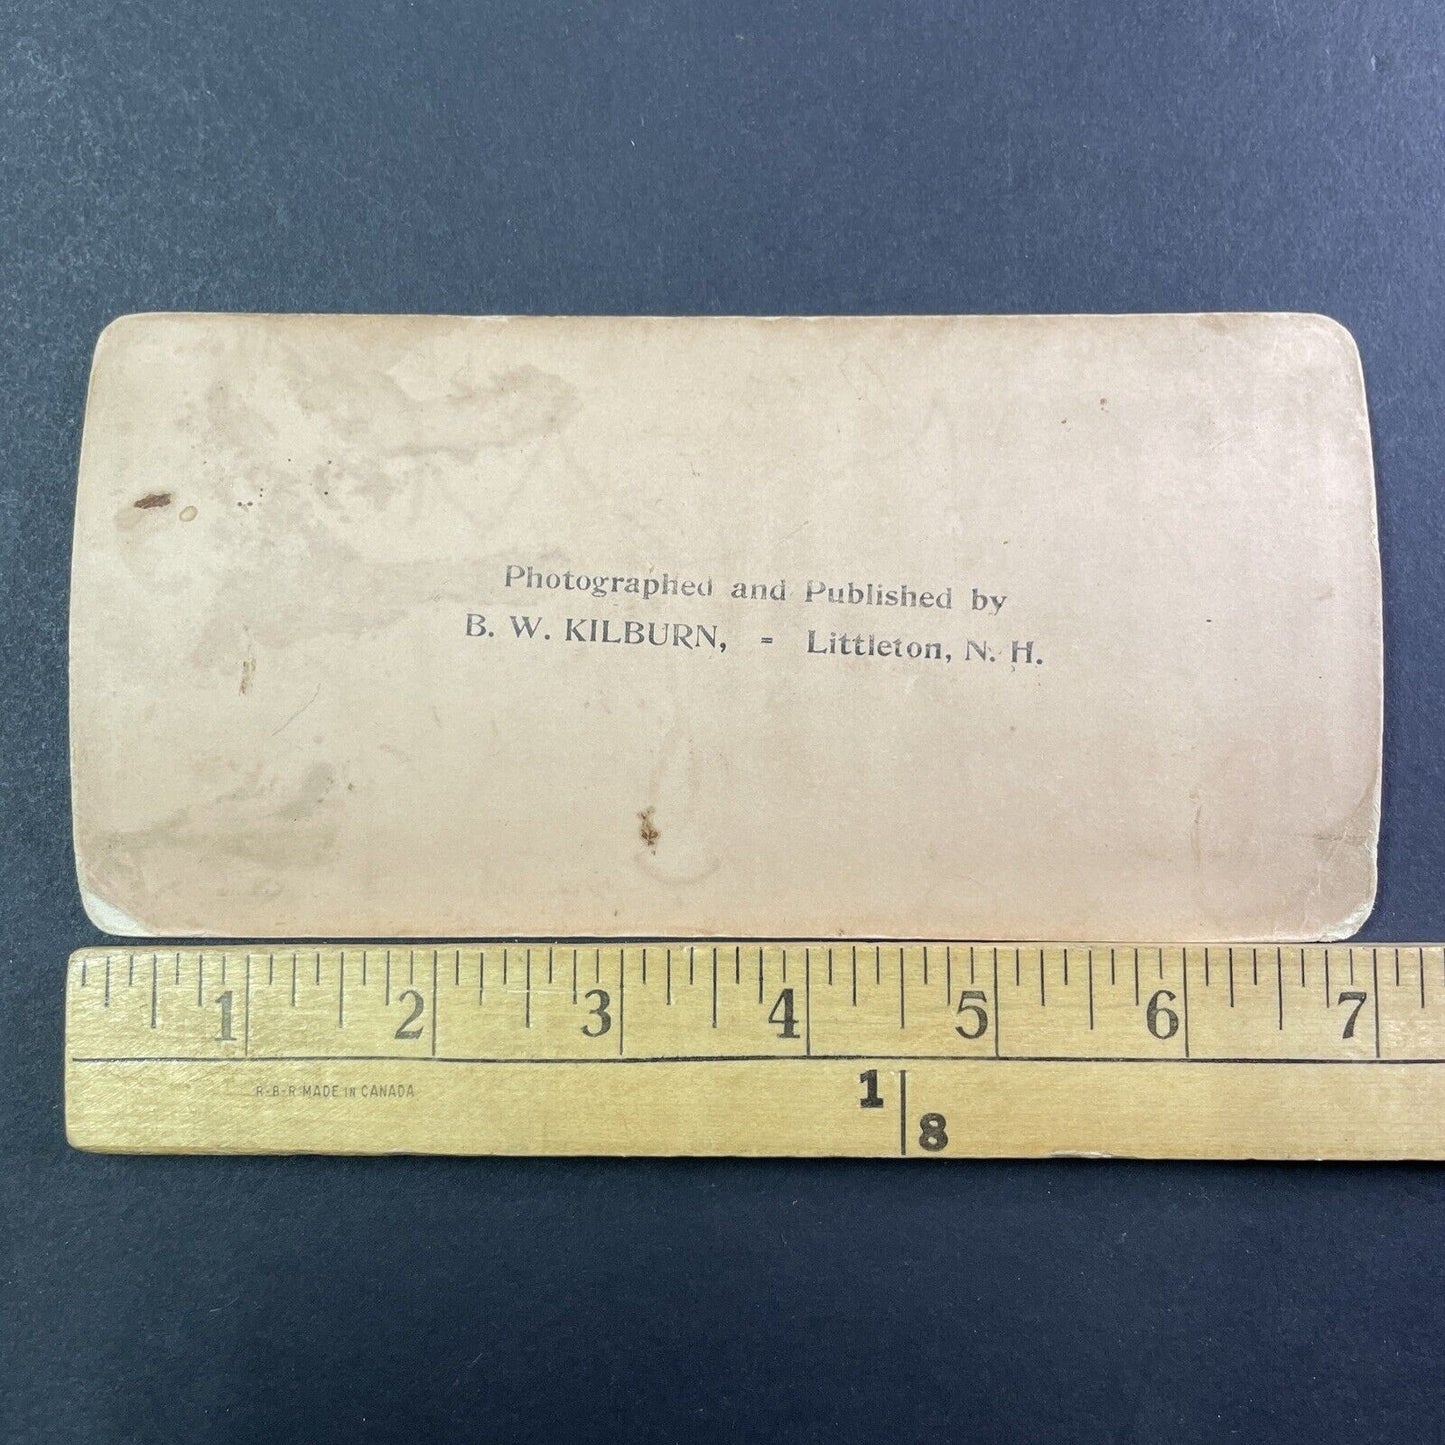 Photographed and Published by
B. W. KILBURN, = Littleton, N. H.
1 2 3 4 5 6 7
R-B-R MADE IN CANADA
1
8